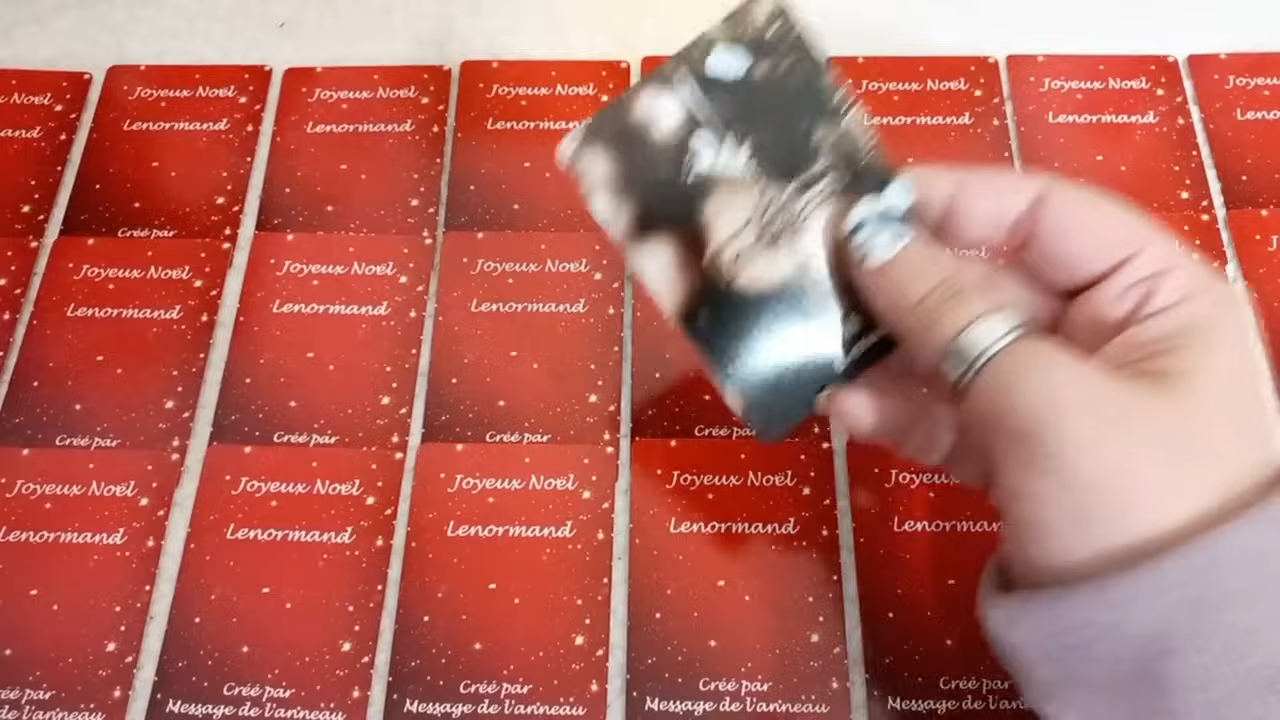 Joyeux Noël
Lenormand
Joyeux Noël
Lenormand
Joyeux Noël
Lenormand
Joyeux Noël
Lenormand
Joyeux Noël
Lenormand
Créé par
Joyeux Noël
Lenormand
Créé par
Joyeux Noël
Lenormand
Créé par
Joyeux Noël
Lenormand
Créé par
Noël
Créé par
Joyeux Noël
Lenormand
de l'anneau
Joyeux Noël
Lenormand
Créé par
Message de l'anneau
Joyeux Noël
Lenormand
Créé par
Message de l'anneau
Joyeux Noël
Lenormand
Créé par
Message de l'anneau
Créé par
Message de l'anneau